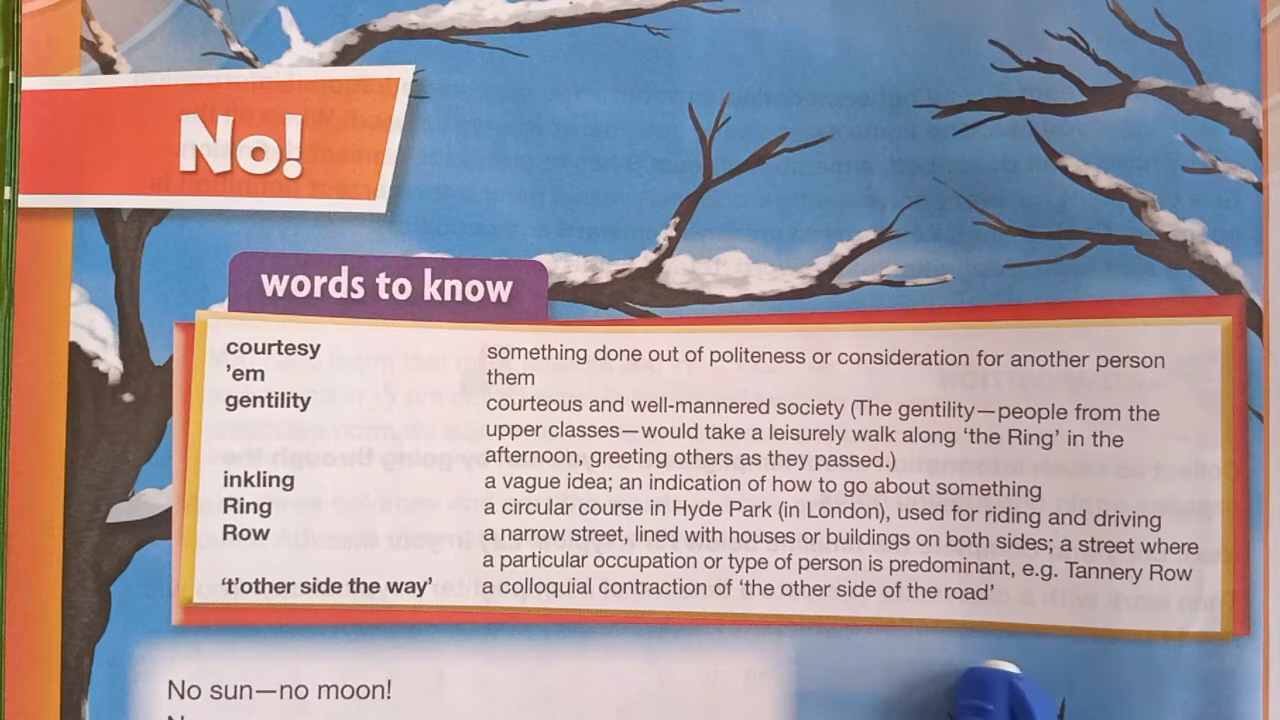 No!
words to know
courtesy something done out of politeness or consideration for another person
'em them
gentility courteous and well-mannered society (The gentility—people from the
upper classes—would take a leisurely walk along 'the Ring' in the
afternoon, greeting others as they passed.)
inkling a vague idea; an indication of how to go about something
Ring a circular course in Hyde Park (in London), used for riding and driving
Row a narrow street, lined with houses or buildings on both sides; a street where
a particular occupation or type of person is predominant, e.g. Tannery Row
't'other side the way' a colloquial contraction of 'the other side of the road'
No sun—no moon!